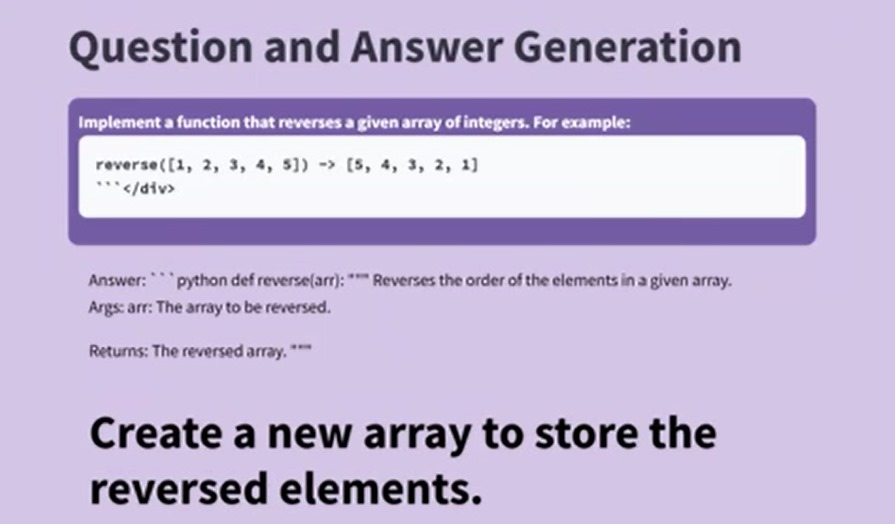 Question and Answer Generation
Implement a function that reverses a given array of integers. For example:
reverse([1, 2, 3, 4, 5]) -> [5, 4, 3, 2, 1]
```</div>
Answer: ```python def reverse(arr): """ Reverses the order of the elements in a given array.
Args: arr: The array to be reversed.
Returns: The reversed array. """
Create a new array to store the
reversed elements.